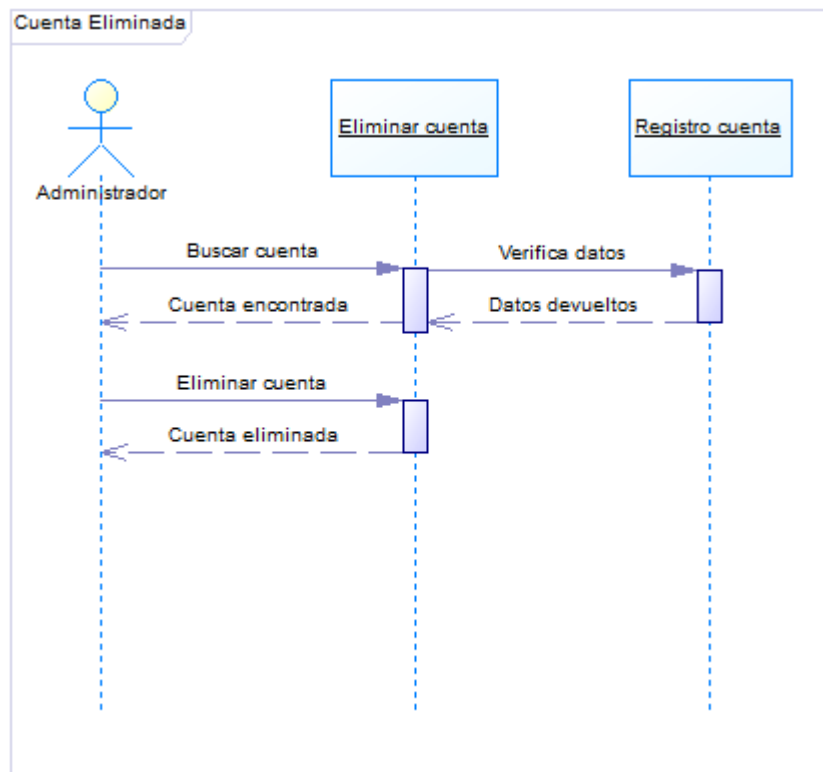 Cuenta Eliminada
Eliminar cuenta
Registro cuenta
Administrador
Buscar cuenta
Verifica datos
Cuenta encontrada
Datos devueltos
Eliminar cuenta
Cuenta eliminada